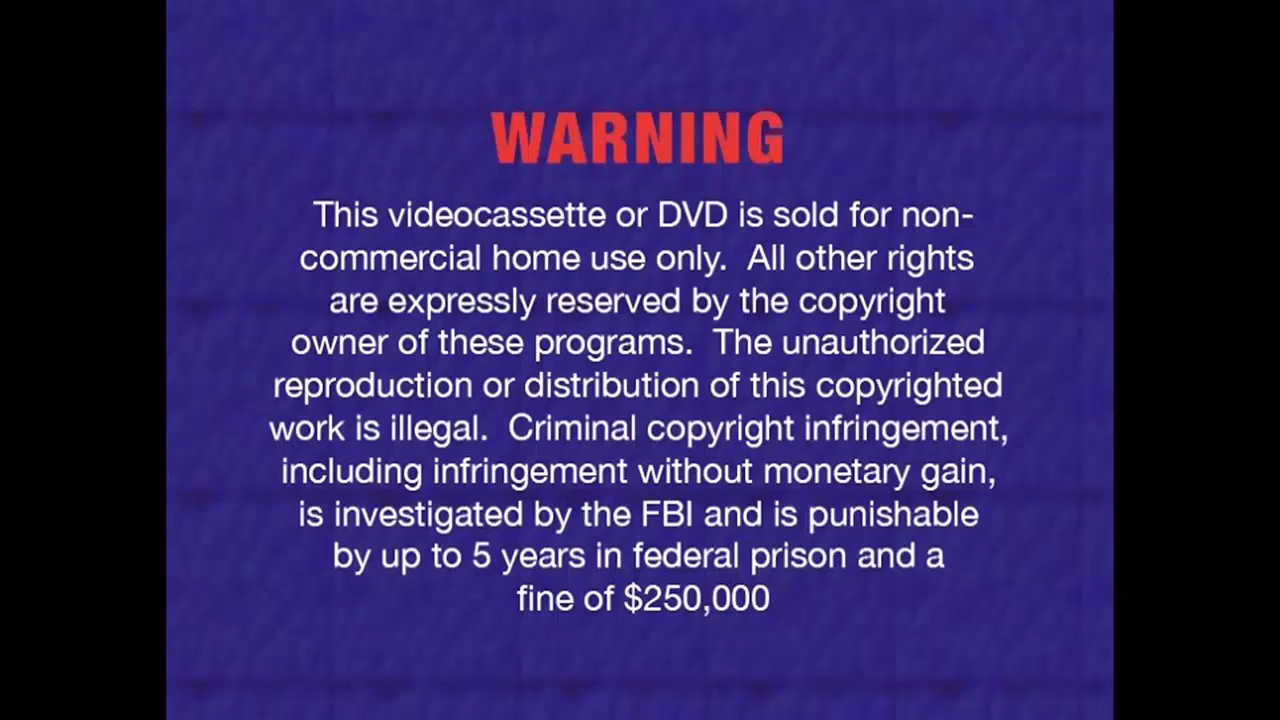 WARNING
This videocassette or DVD is sold for non-
commercial home use only.  All other rights
are expressly reserved by the copyright
owner of these programs.  The unauthorized
reproduction or distribution of this copyrighted
work is illegal.  Criminal copyright infringement,
including infringement without monetary gain,
is investigated by the FBI and is punishable
by up to 5 years in federal prison and a
fine of $250,000